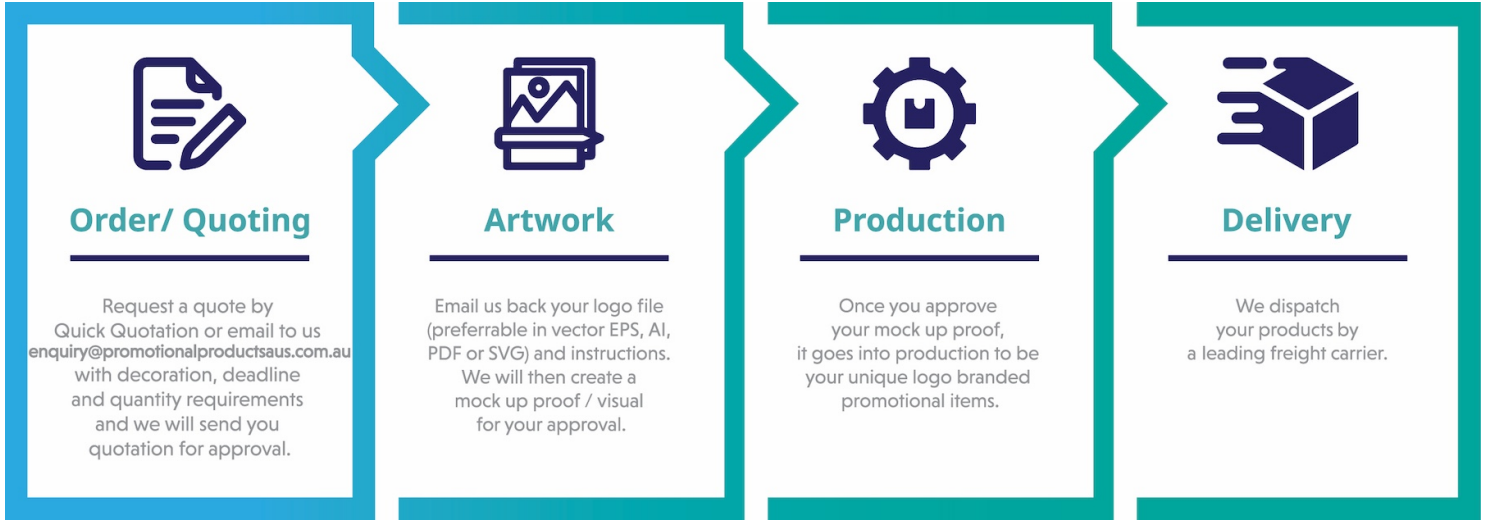 Order/ Quoting
Request a quote by
Quick Quotation or email to us
enquiry@promotionalproductsaus.com.au
with decoration, deadline
and quantity requirements
and we will send you
quotation for approval.
Artwork
Email us back your logo file
(preferrable in vector EPS, AI,
PDF or SVG) and instructions.
We will then create a
mock up proof / visual
for your approval.
Production
Once you approve
your mock up proof,
it goes into production to be
your unique logo branded
promotional items.
Delivery
We dispatch
your products by
a leading freight carrier.